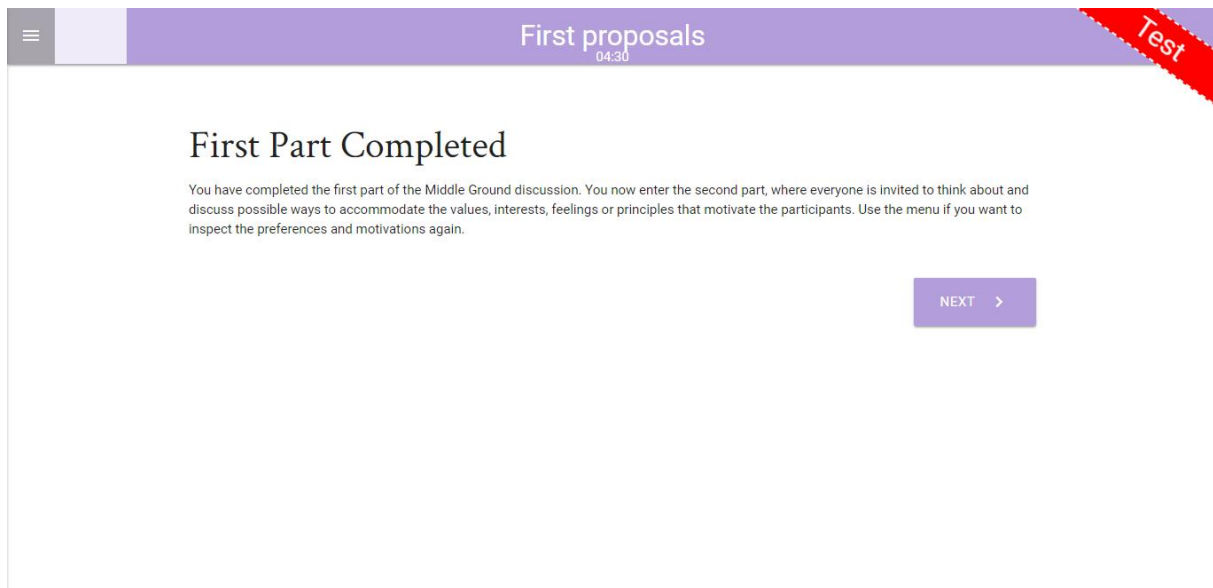 First proposals
04:30
Test
First Part Completed
You have completed the first part of the Middle Ground discussion. You now enter the second part, where everyone is invited to think about and
discuss possible ways to accommodate the values, interests, feelings or principles that motivate the participants. Use the menu if you want to
inspect the preferences and motivations again.
NEXT